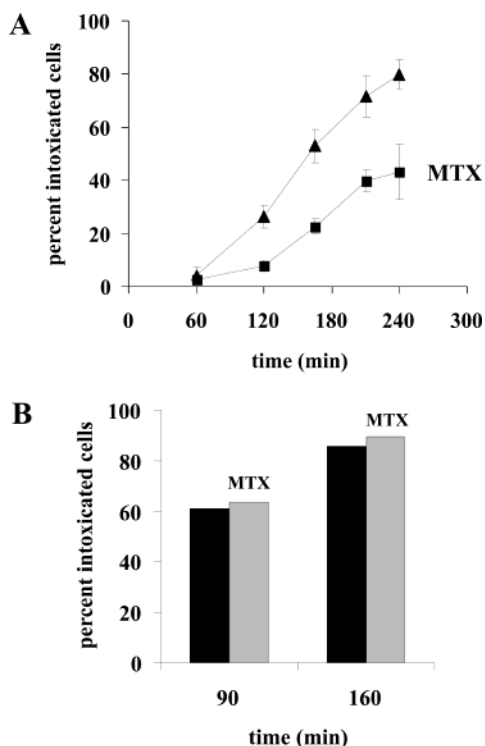 A
percent intoxicated cells
100
80
60
40
20
0
MTX
0 60 120 180 240 300
time (min)
B
percent intoxicated cells
100
80
60
40
20
0
MTX
MTX
90 160
time (min)